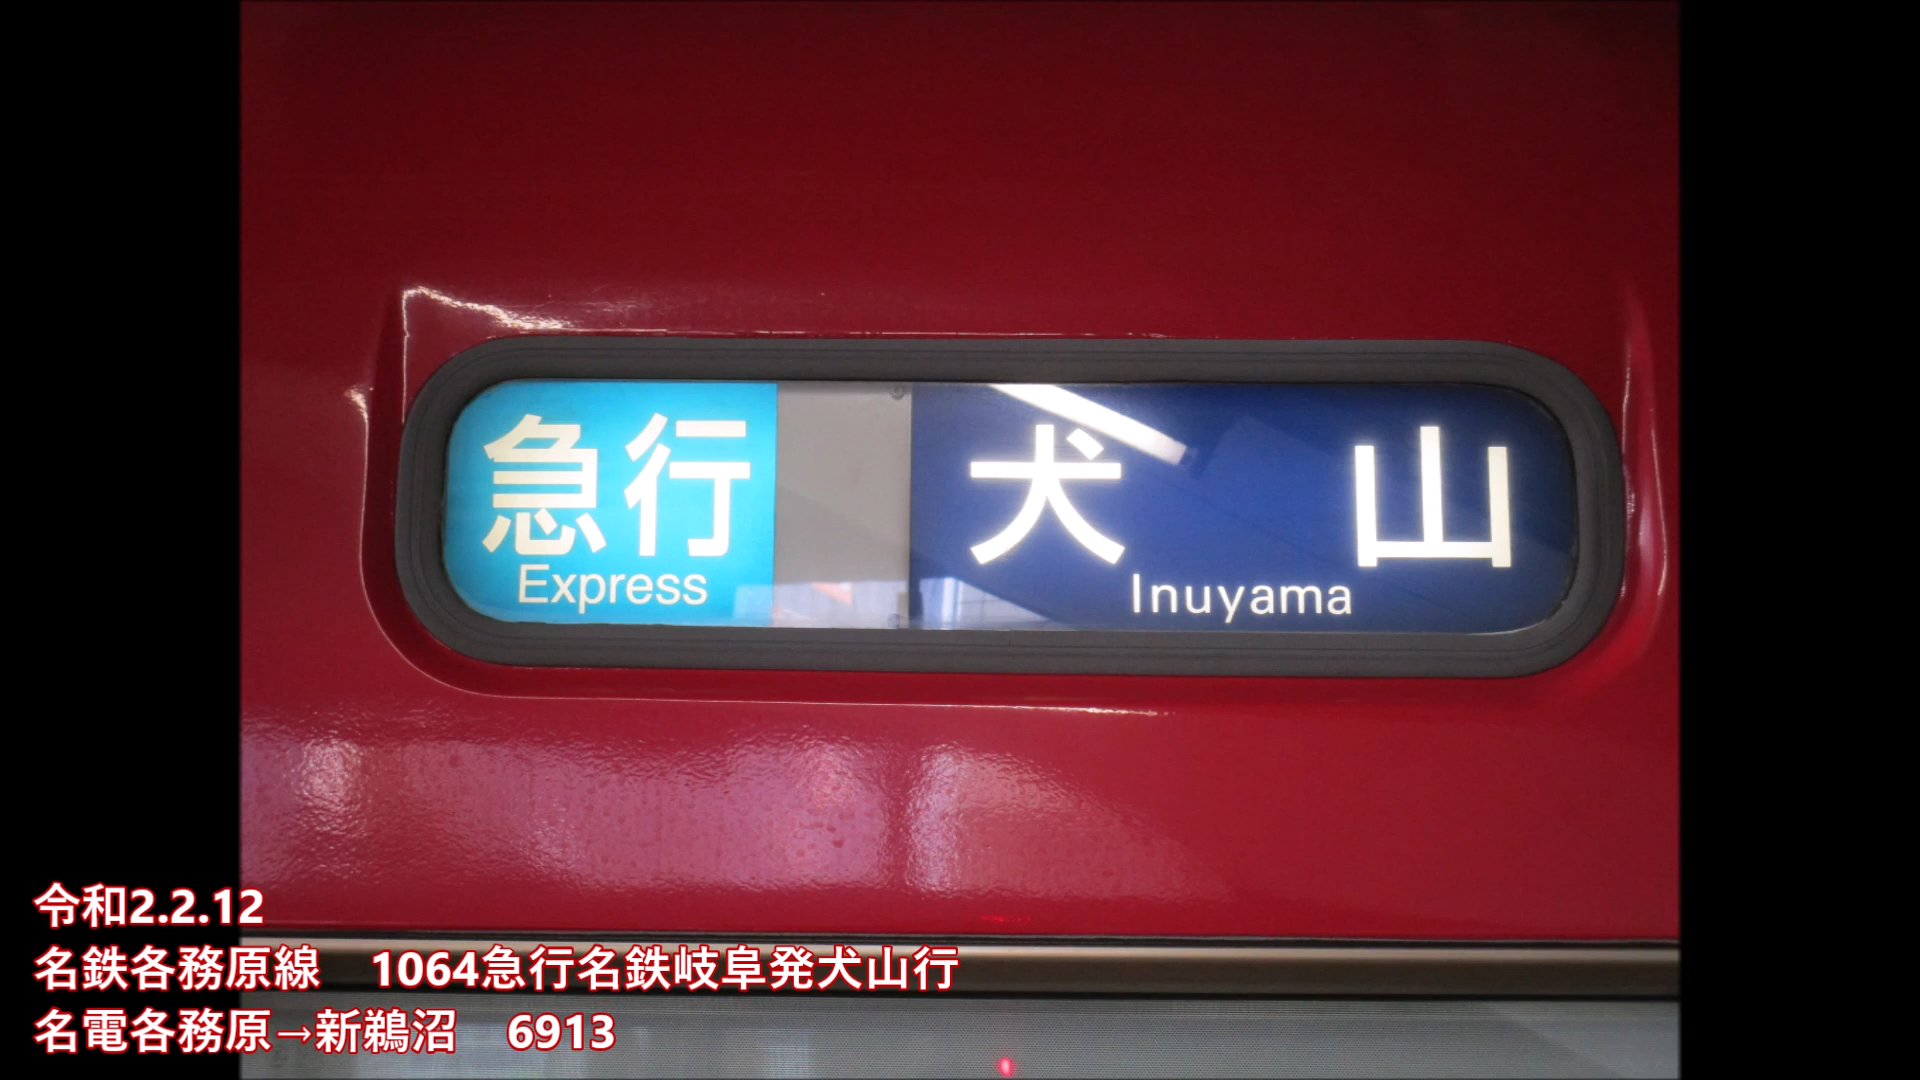 急行
Express
犬山
Inuyama
令和2.2.12
名鉄各務原線　1064急行名鉄岐阜発犬山行
名電各務原→新鵜沼　6913